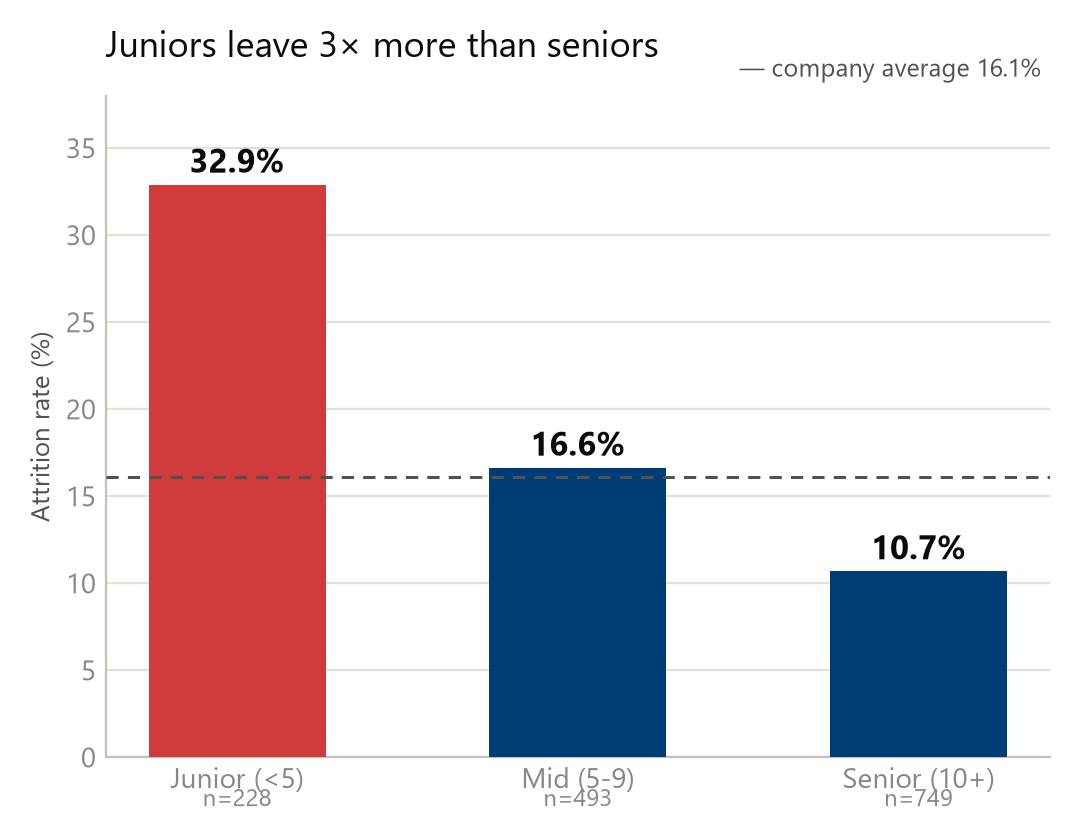 Juniors leave 3× more than seniors
— company average 16.1%
Attrition rate (%)
35
30
25
20
15
10
5
0
32.9%
16.6%
10.7%
Junior (<5)
n=228
Mid (5-9)
n=493
Senior (10+)
n=749